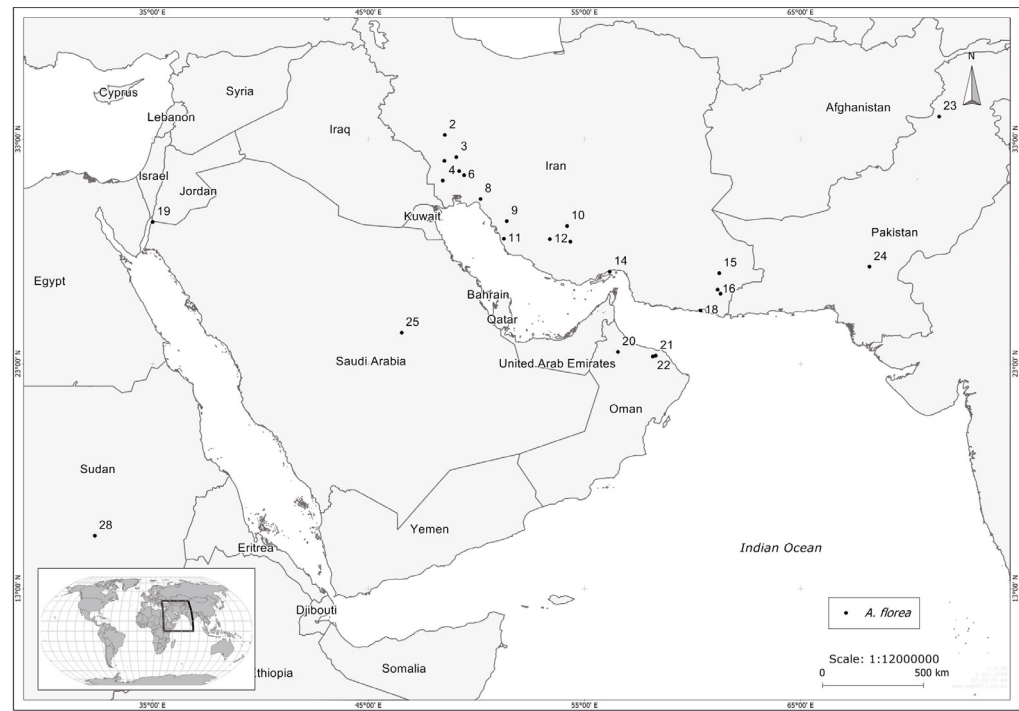 35°00' E 45°00' E 55°00' E 65°00' E
N
Cyprus
Syria
Lebanon
Afghanistan
23
Iraq
2
33°00' N
33°00' N
3
Iran
4
6
Israel
Jordan
8
Kuwait
19
9
10
11
12
Pakistan
24
14
15
Egypt
Bahrain
16
Qatar
18
25
Saudi Arabia
United Arab Emirates
20
21
22
23°00' N
23°00' N
Oman
Sudan
28
Yemen
Eritrea
Indian Ocean
13°00' N
13°00' N
Djibouti
A. florea
Somalia
thiopia
Scale: 1:12000000
0 500 km
35°00' E 45°00' E 55°00' E 65°00' E